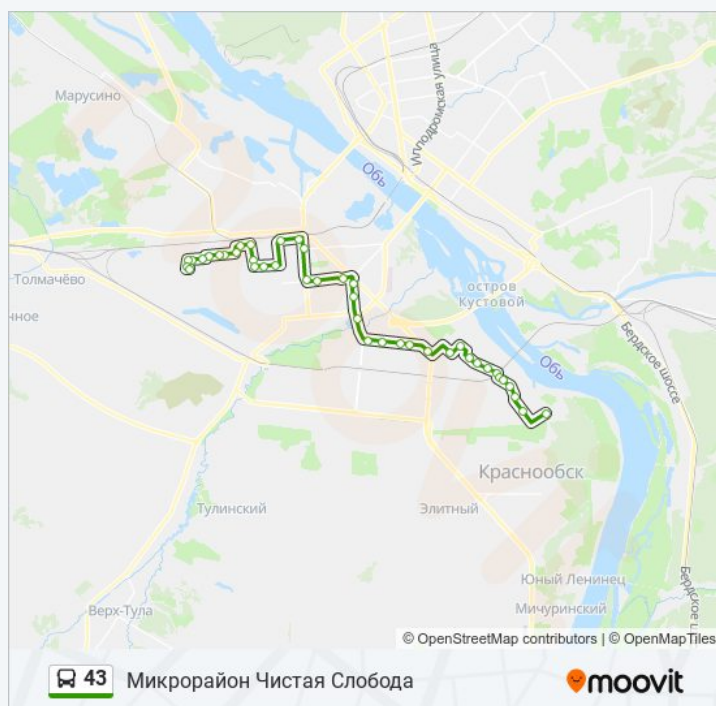 Марусино
Ипподромская улица
Обь
Толмачёво
нное
остров
Кустовой
Бердское шоссе
Обь
Краснообск
Тулинский
Элитный
Юный Ленинец
Мичуринский
Верх-Тула
Бердское
© OpenStreetMap contributors | © OpenMapTiles
43 Микрорайон Чистая Слобода
moovit